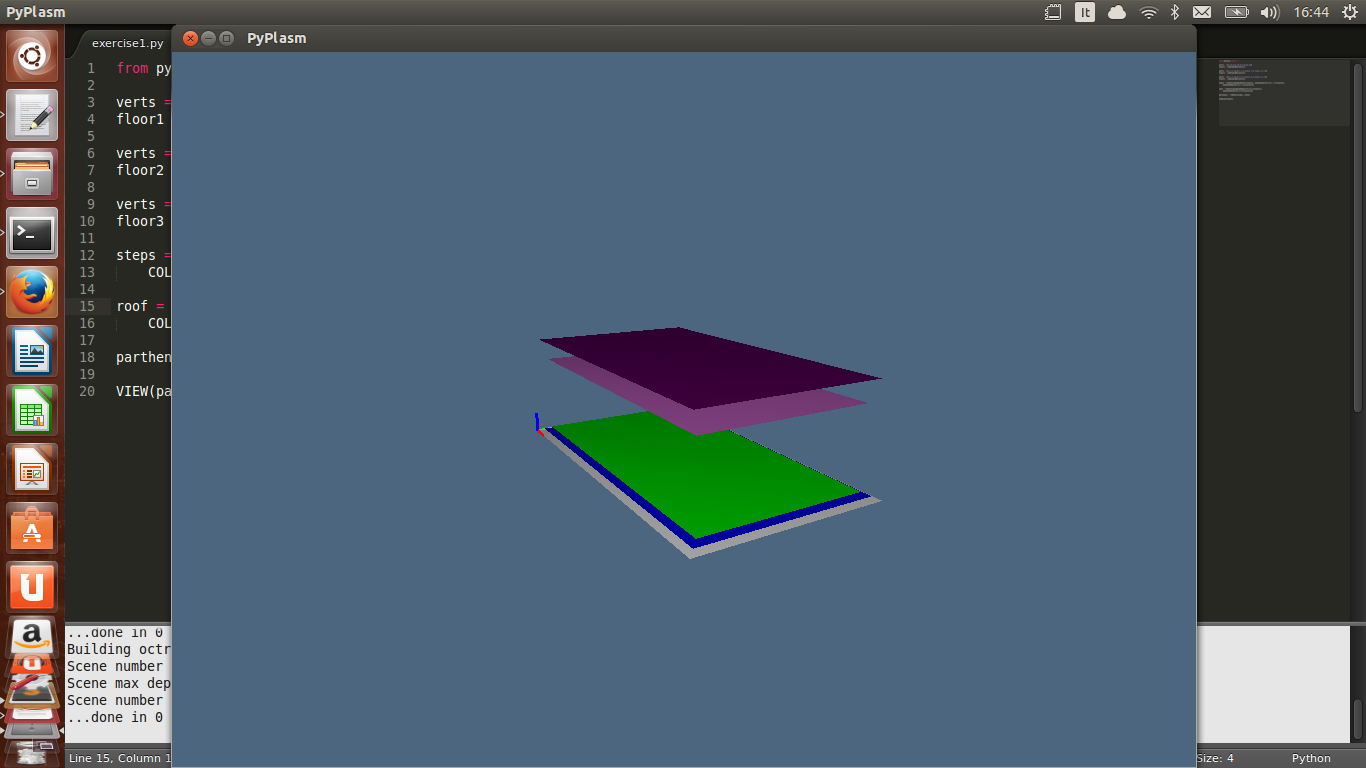 PyPlasm
It
16:44
PyPlasm
exercise1.py
1 from py
2
3 verts =
4 floor1
5
6 verts =
7 floor2
8
9 verts =
10 floor3
11
12 steps =
13 COL
14
15 roof =
16 COL
17
18 parthen
19
20 VIEW(pa
...done in 0
Building octr
Scene number
Scene max dep
Scene number
...done in 0
Line 15, Column 1
Size: 4
Python